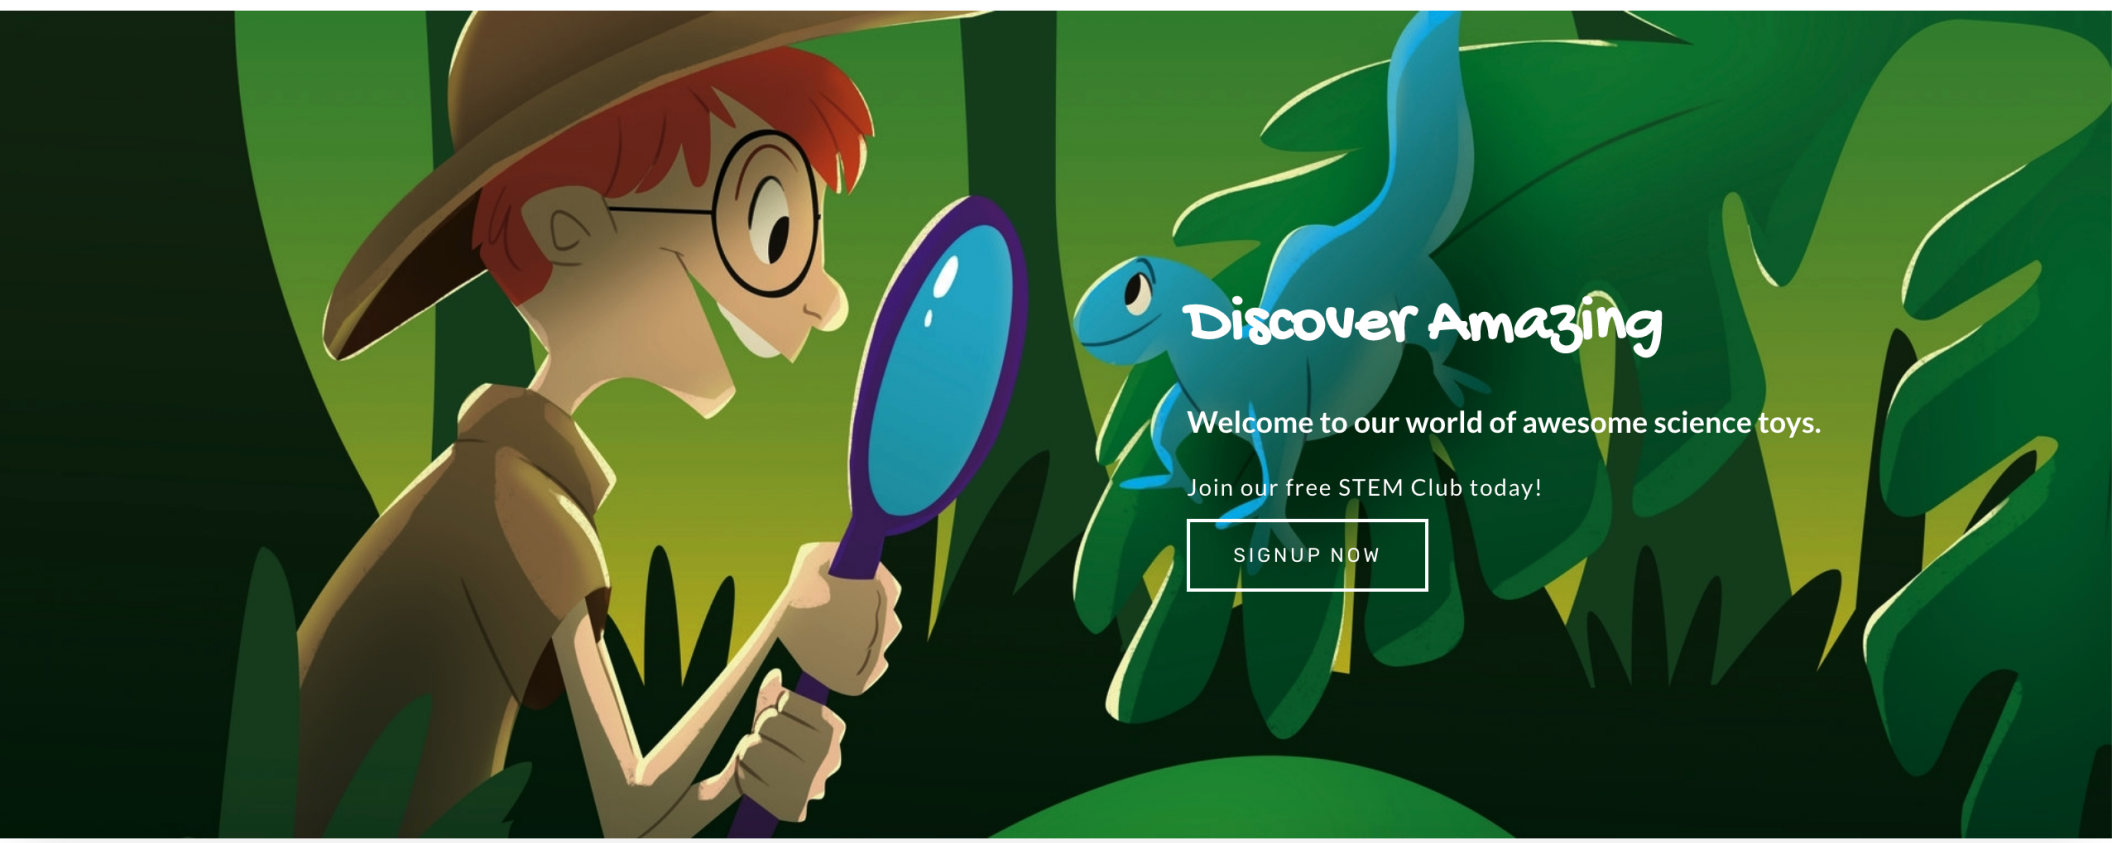 Discover Amazing
Welcome to our world of awesome science toys.
Join our free STEM Club today!
SIGNUP NOW